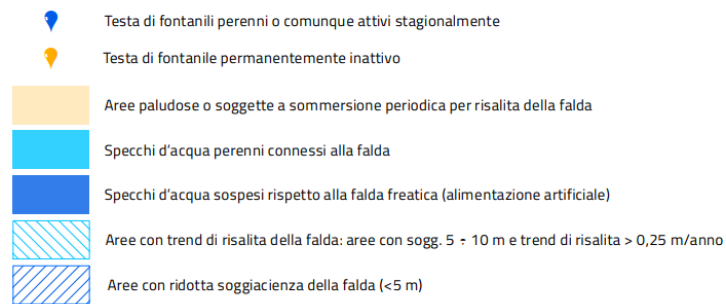 Testa di fontanili perenni o comunque attivi stagionalmente
Testa di fontanile permanentemente inattivo
Aree paludose o soggette a sommersione periodica per risalita della falda
Specchi d'acqua perenni connessi alla falda
Specchi d'acqua sospesi rispetto alla falda freatica (alimentazione artificiale)
Aree con trend di risalita della falda: aree con sogg. 5 ÷ 10 m e trend di risalita > 0,25 m/anno
Aree con ridotta soggiacienza della falda (<5 m)